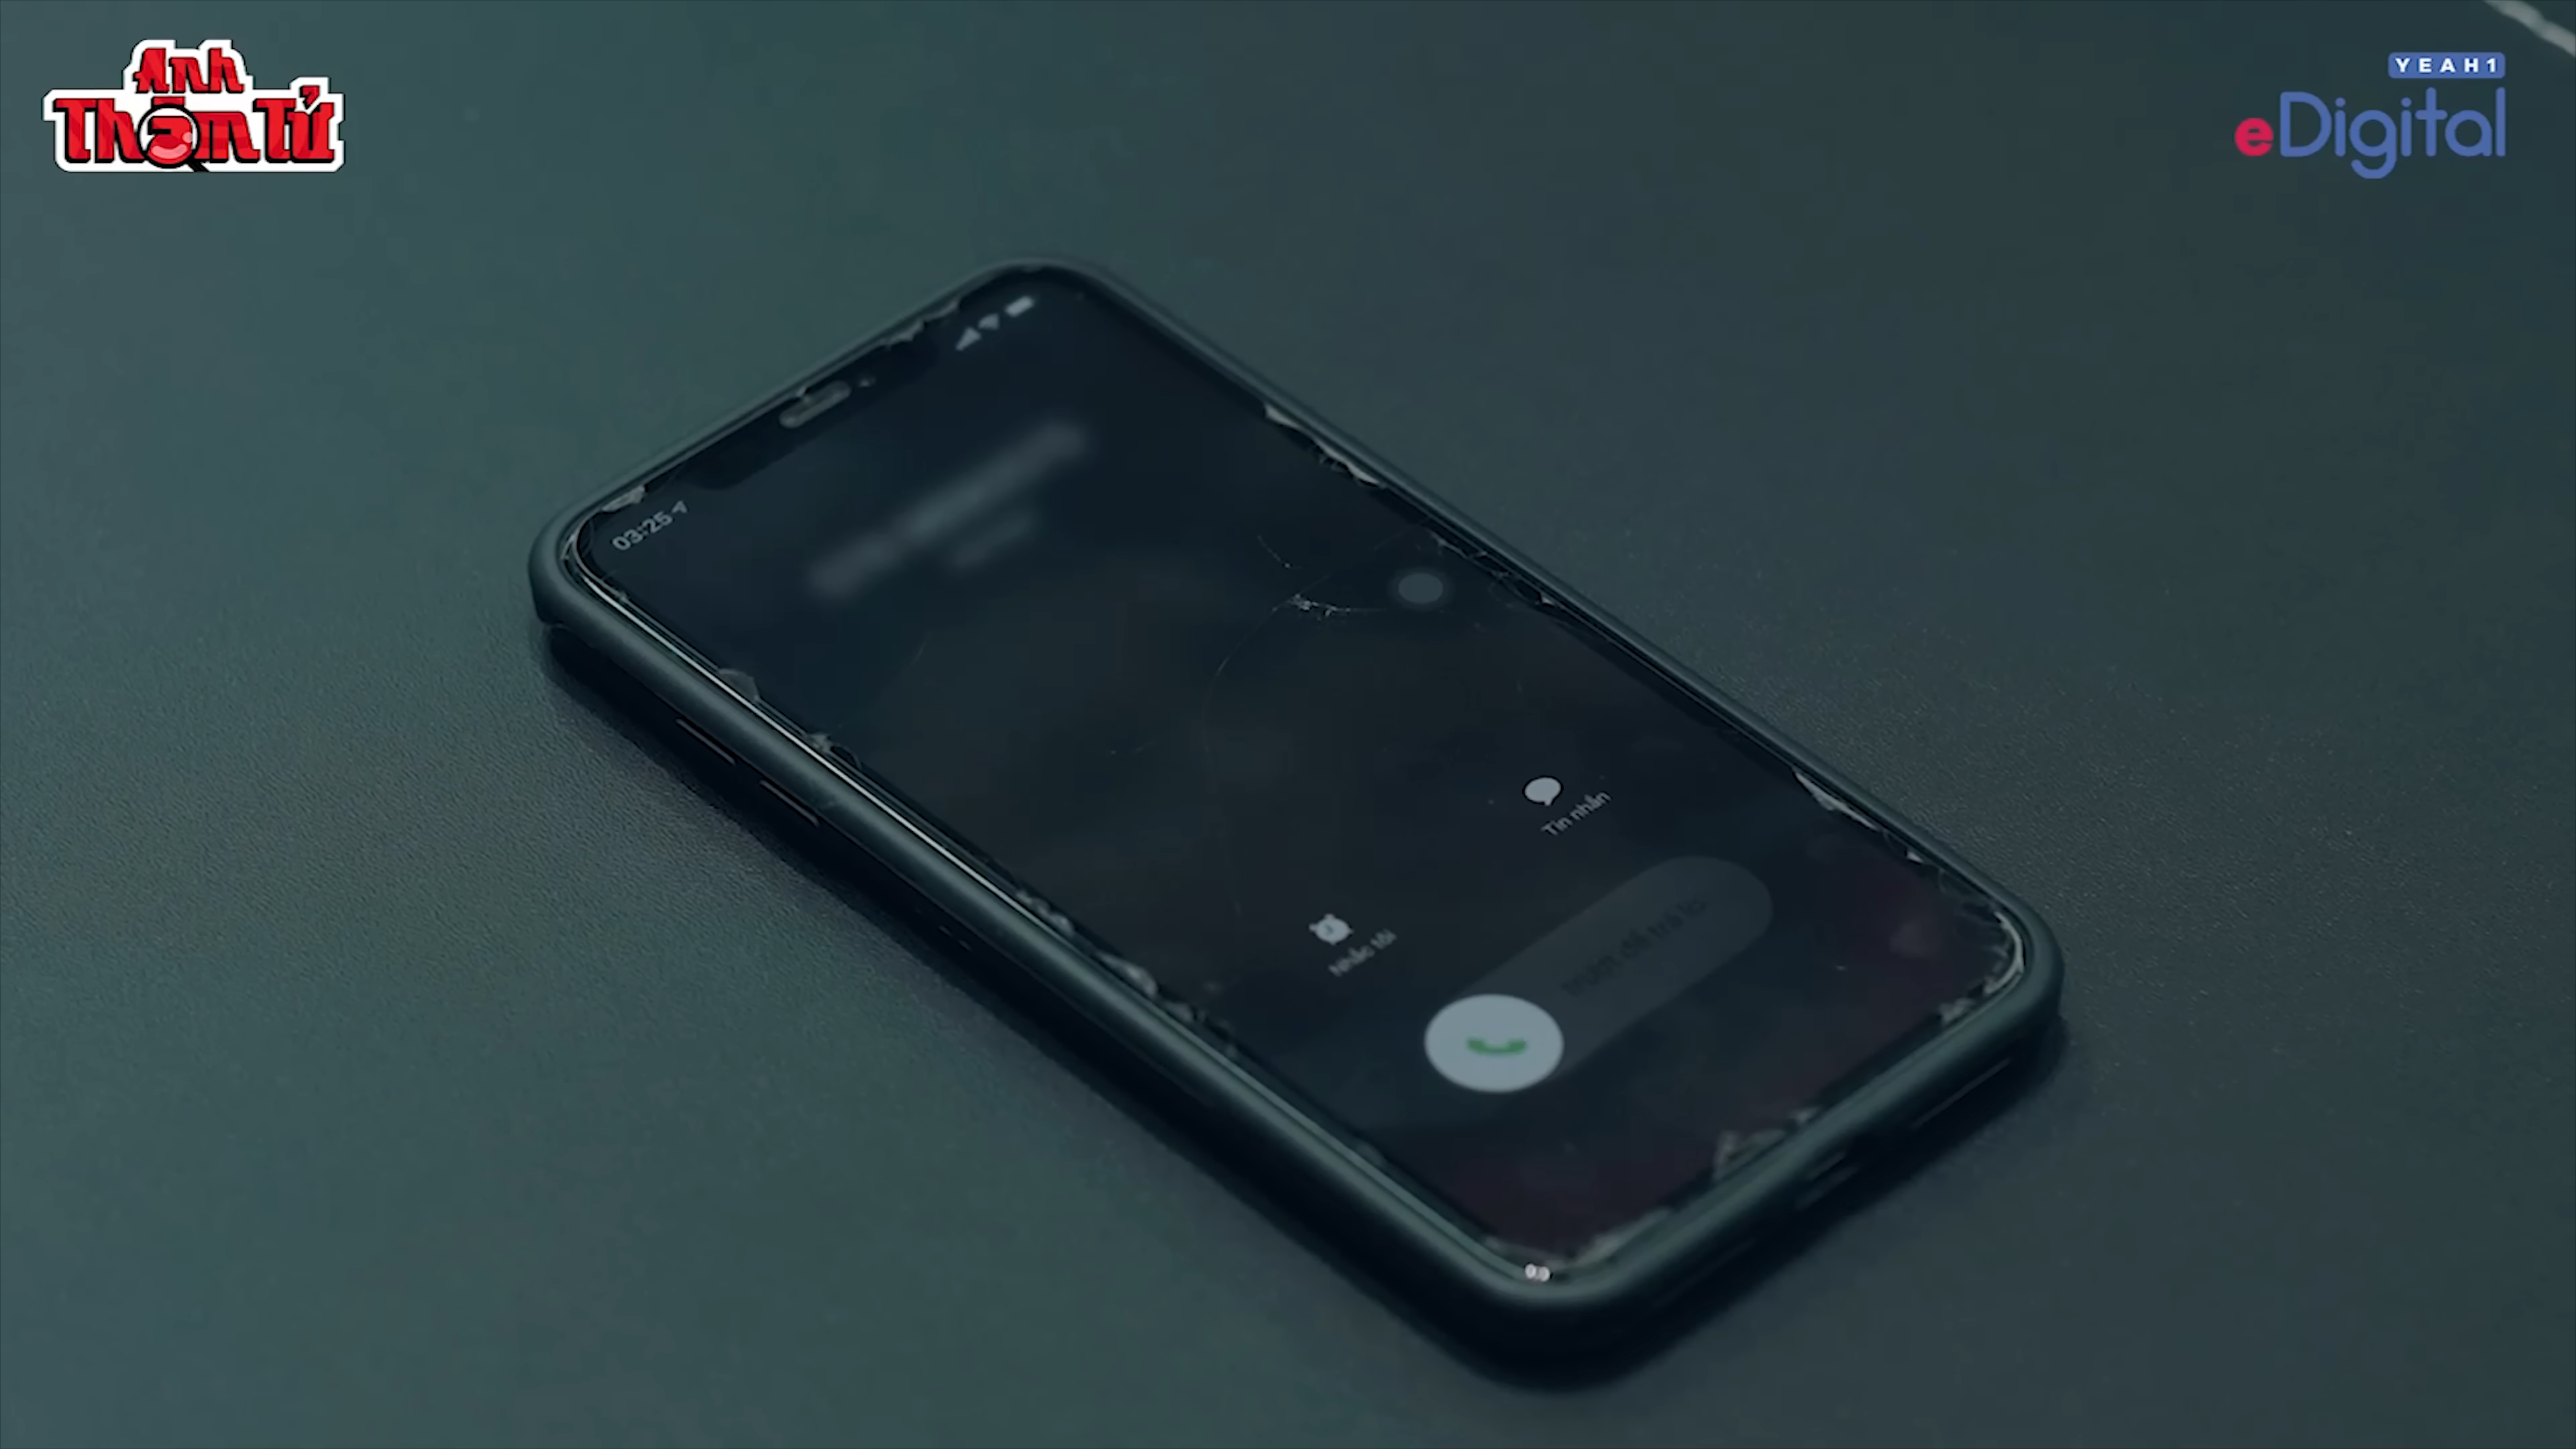 Anh
Thám Tử
YEAH1
eDigital
03:25
Tin nhắn
Nhắc tôi